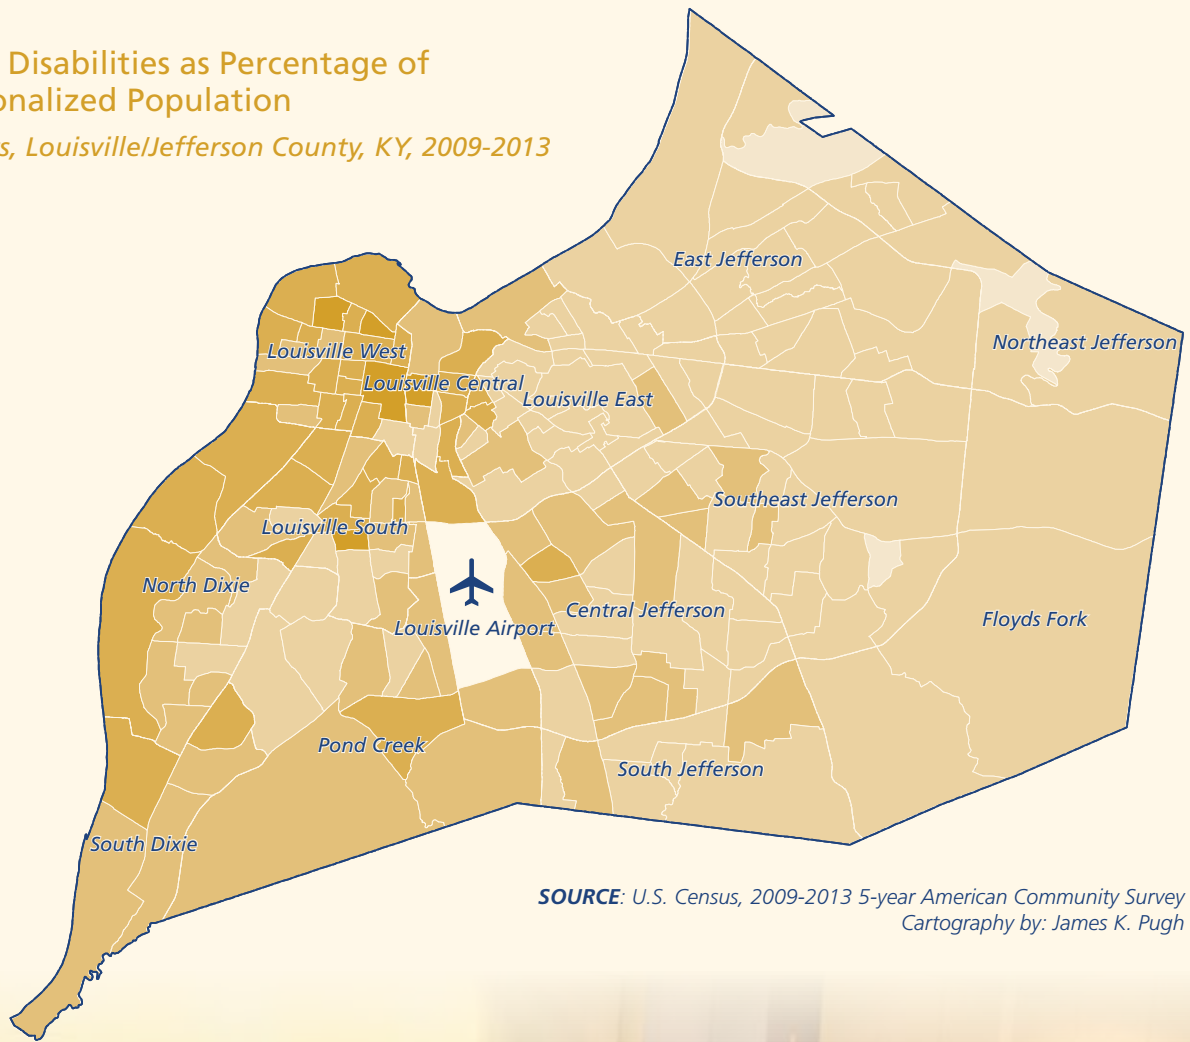 Disabilities as Percentage of
onalized Population
s, Louisville/Jefferson County, KY, 2009-2013
East Jefferson
Northeast Jefferson
Louisville West
Louisville Central
Louisville East
Southeast Jefferson
Louisville South
North Dixie
Central Jefferson
Louisville Airport
Floyds Fork
Pond Creek
South Jefferson
South Dixie
SOURCE: U.S. Census, 2009-2013 5-year American Community Survey
Cartography by: James K. Pugh